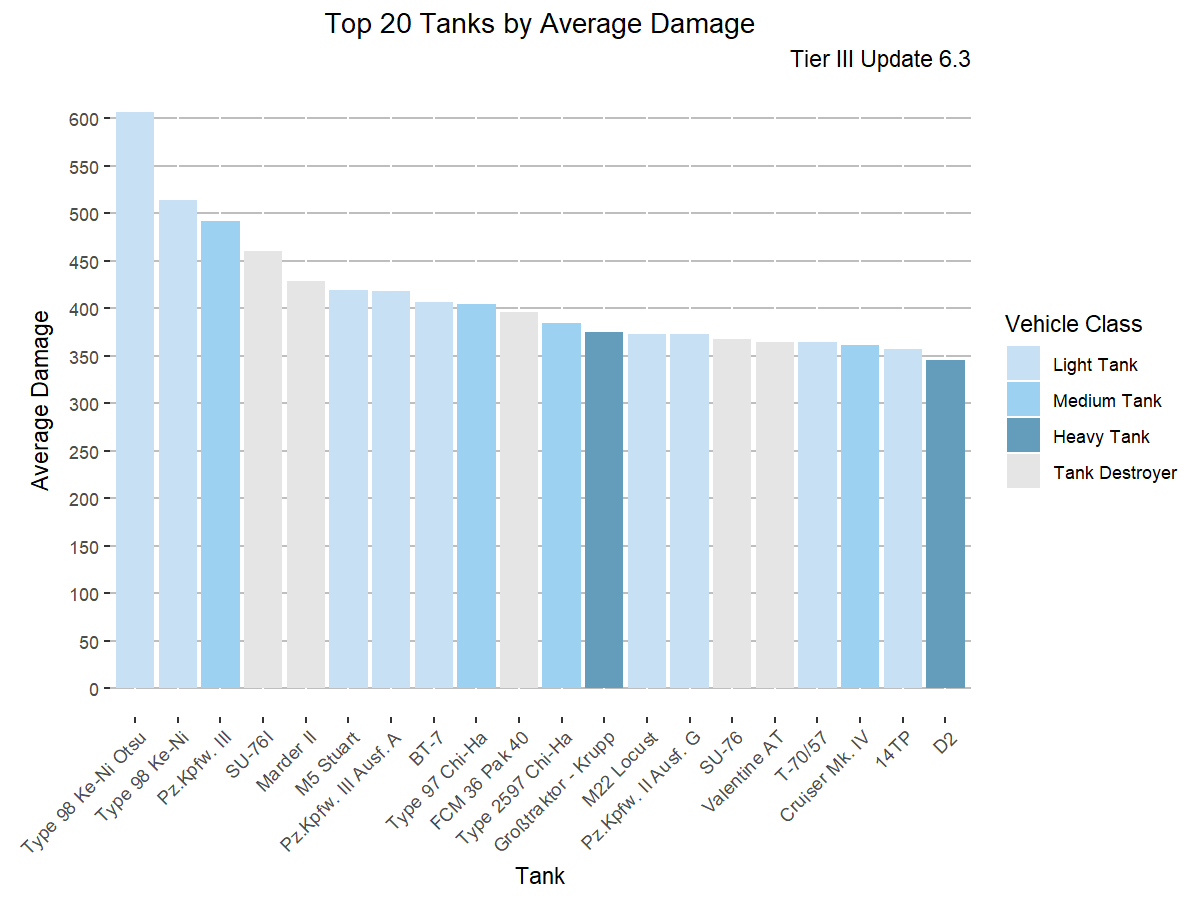 Top 20 Tanks by Average Damage
Tier III Update 6.3
Average Damage
600
550
500
450
400
350
300
250
200
150
100
50
0
Type 98 Ke-Ni Otsu
Type 98 Ke-Ni
Pz.Kpfw. III
SU-76I
Marder II
M5 Stuart
Pz.Kpfw. III Ausf. A
BT-7
Type 97 Chi-Ha
FCM 36 Pak 40
Type 2597 Chi-Ha
Großtraktor - Krupp
M22 Locust
Pz.Kpfw. II Ausf. G
SU-76
Valentine AT
T-70/57
Cruiser Mk. IV
14TP
D2
Tank
Vehicle Class
Light Tank
Medium Tank
Heavy Tank
Tank Destroyer